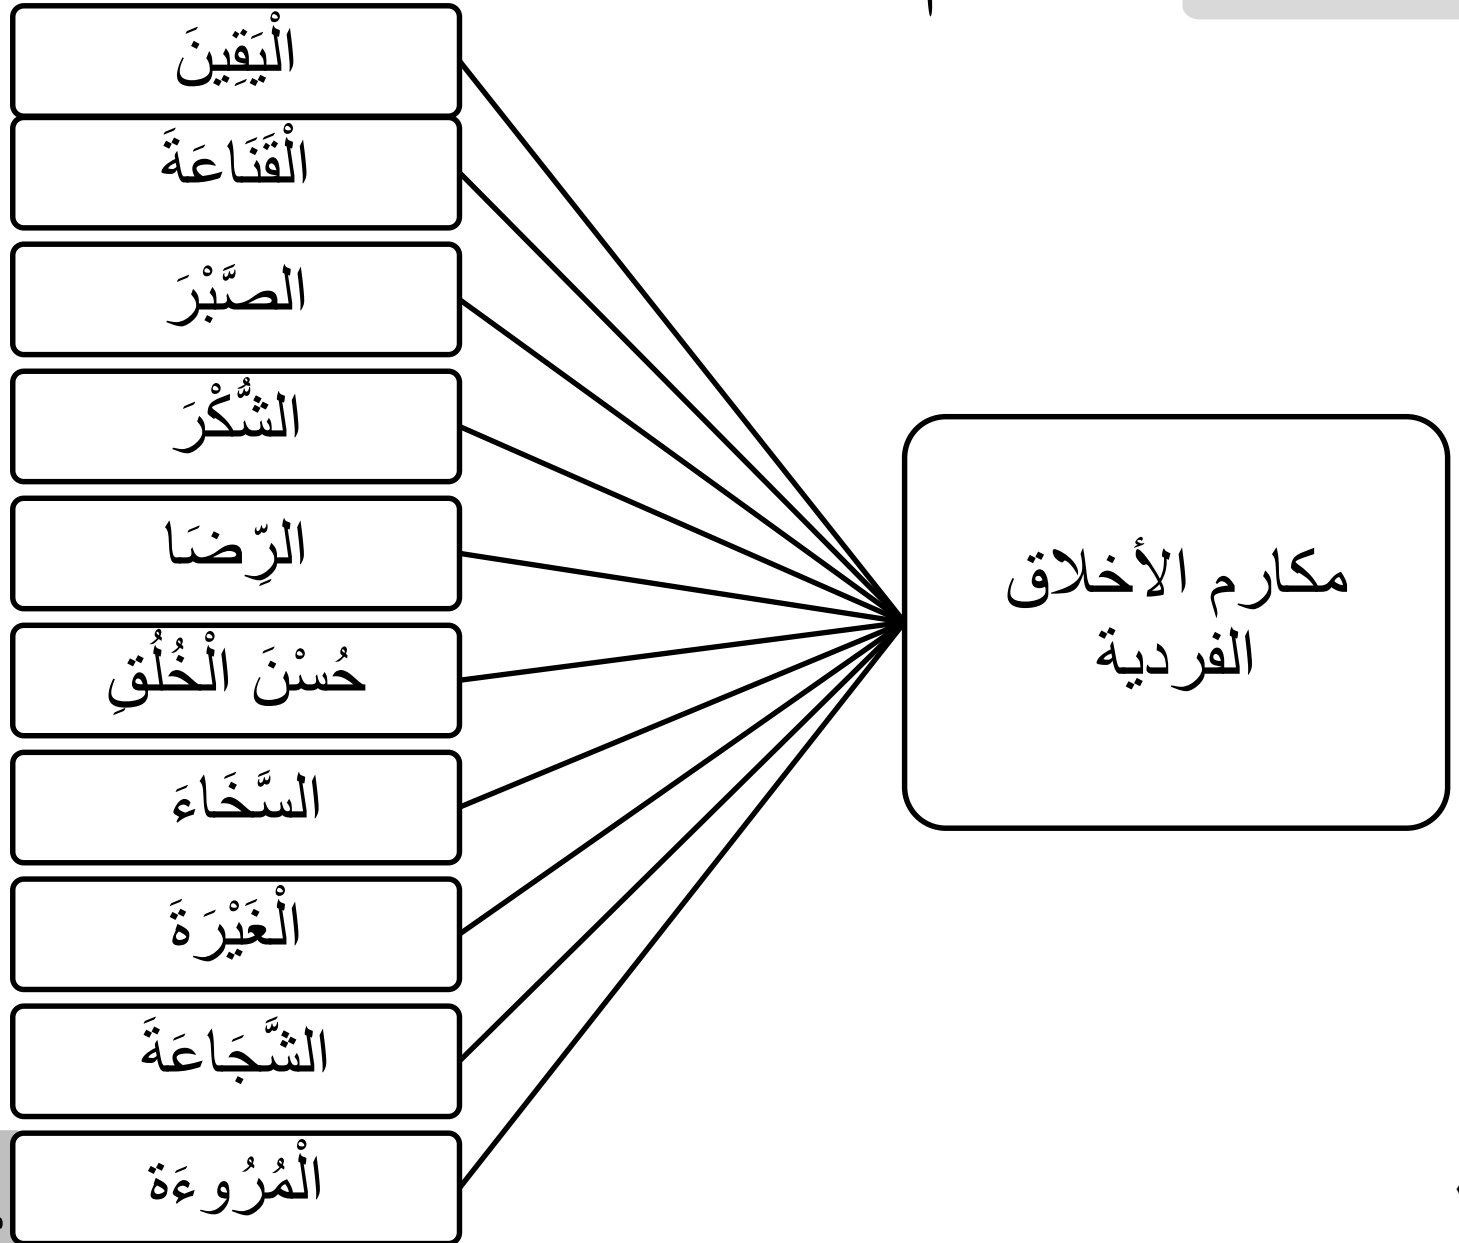 مكارم الأخلاق
الفردية
الْيَقِينَ
الْقَنَاعَةَ
الصَّبْرَ
الشُّكْرَ
الرِّضَا
حُسْنَ الْخُلُقِ
السَّخَاءَ
الْغَيْرَةَ
الشَّجَاعَةَ
الْمُرُوءَة